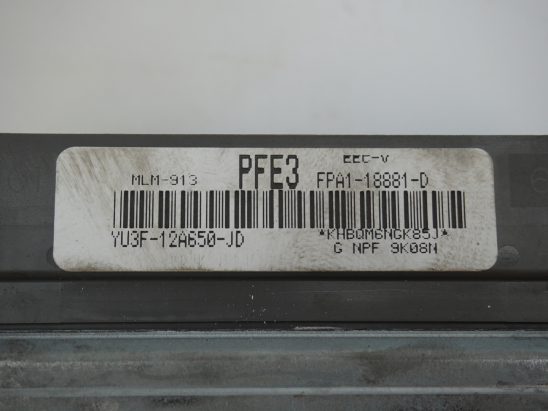 MLM-913 PFE3 EEC-V
FPA1-18881-D
YU3F-12A650-JD *KHBQM6NGK85J*
G NPF 9K08N